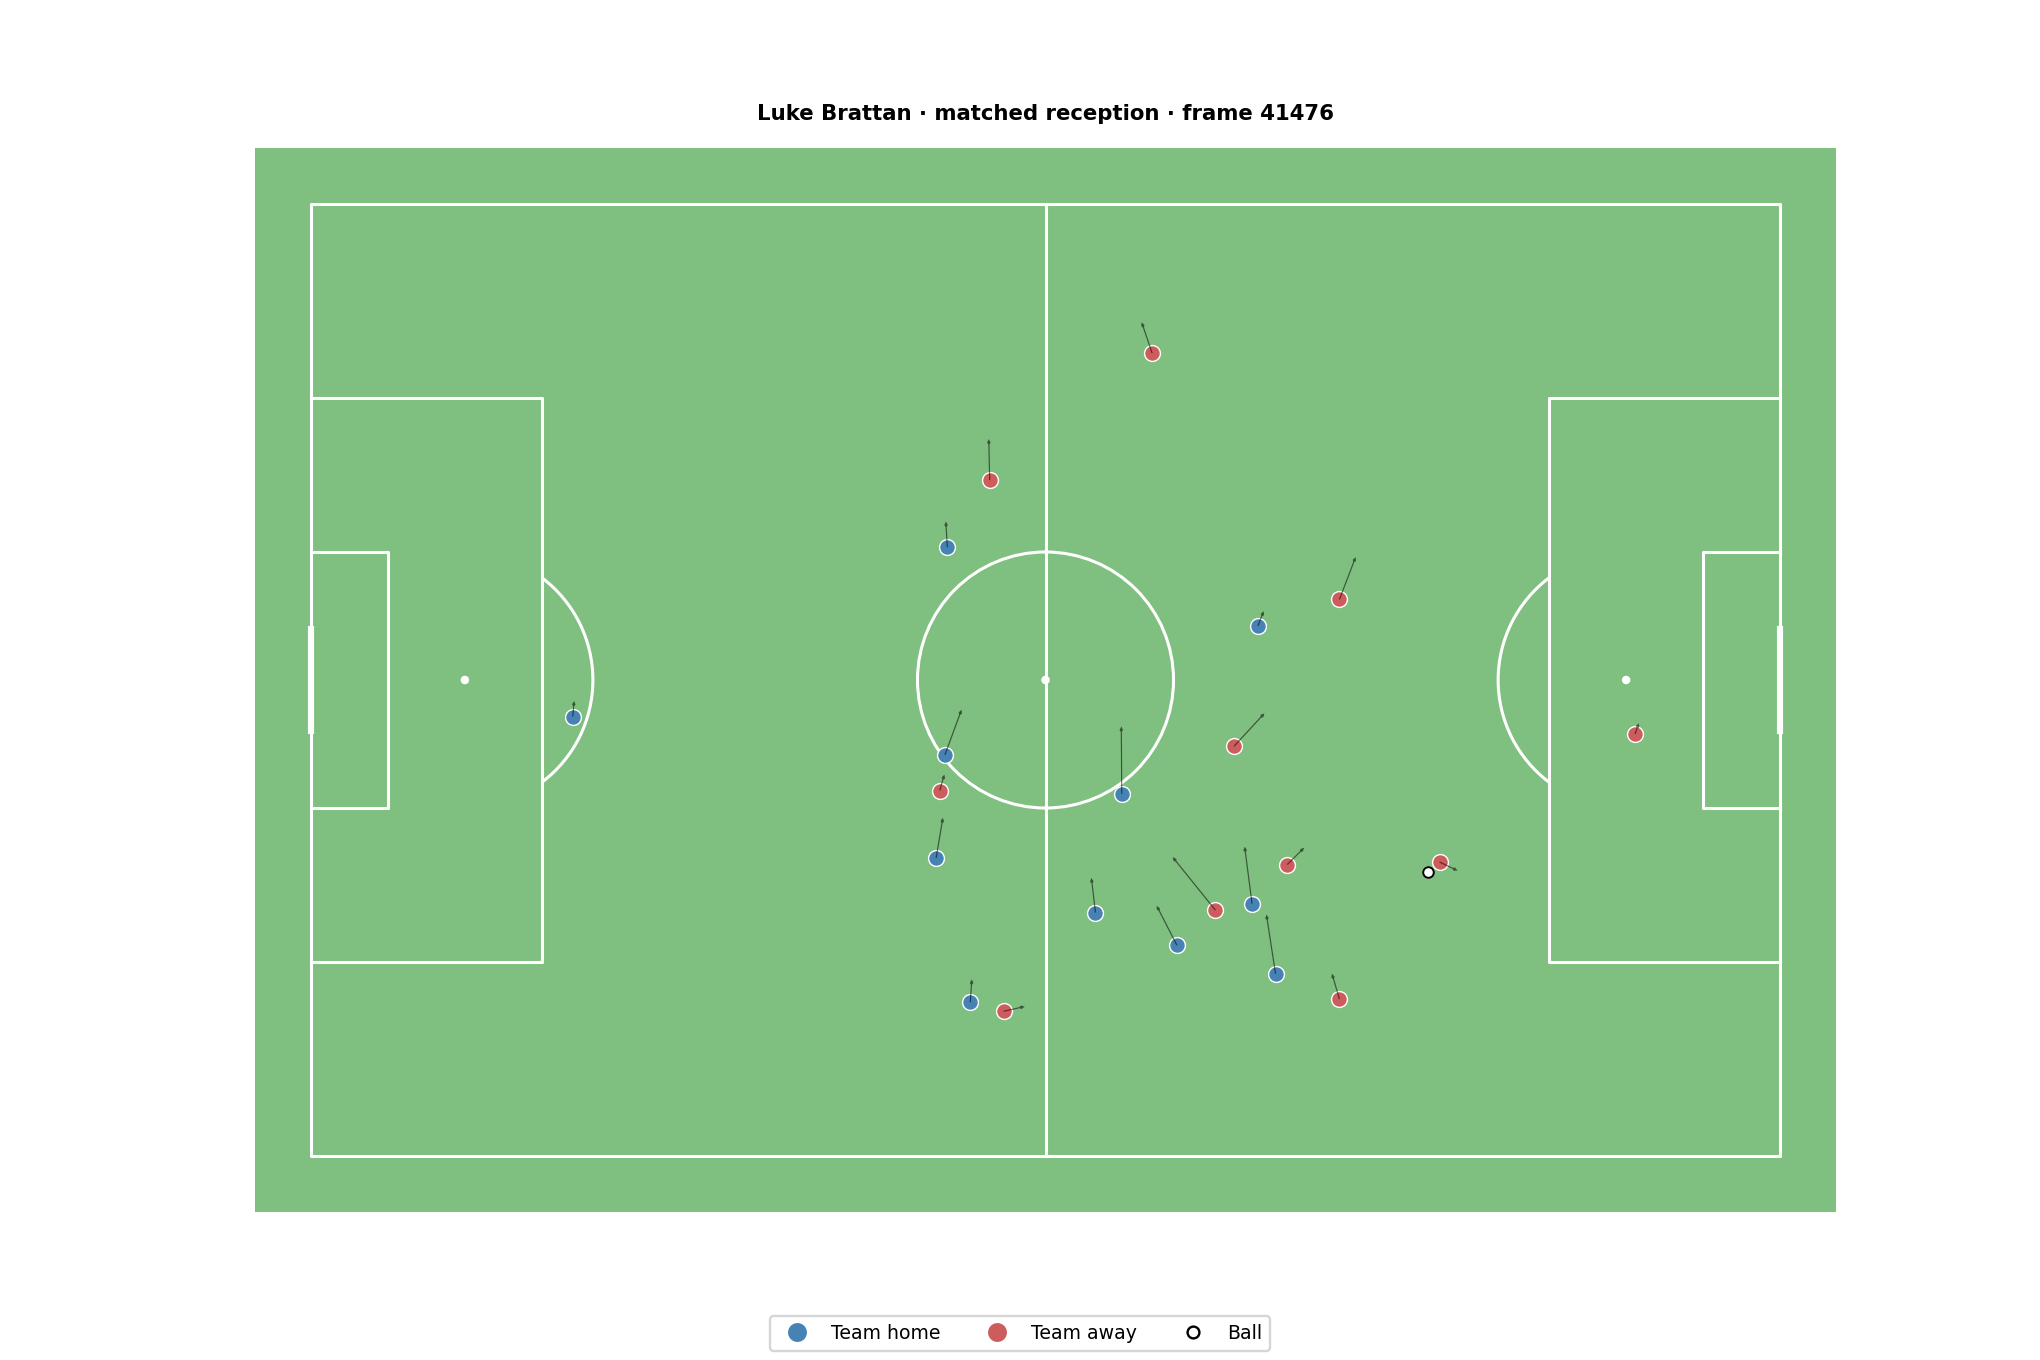 Luke Brattan · matched reception · frame 41476
Team home Team away Ball